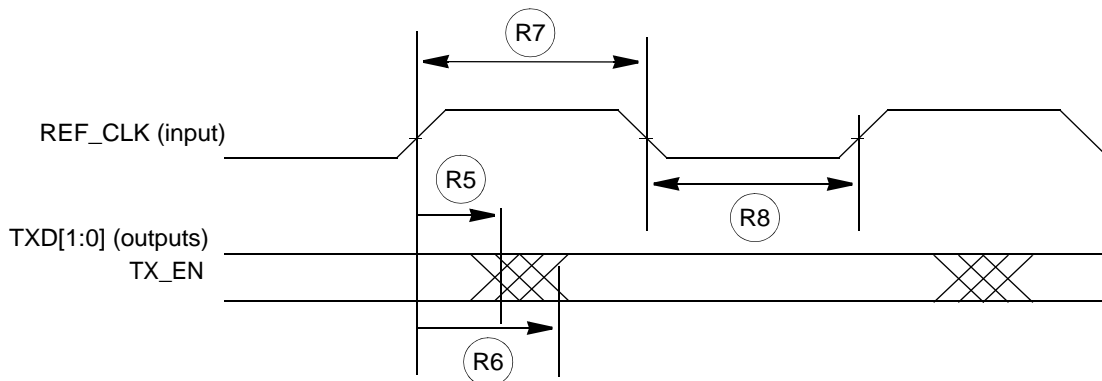 R7
REF_CLK (input)
R5
R8
TXD[1:0] (outputs)
TX_EN
R6